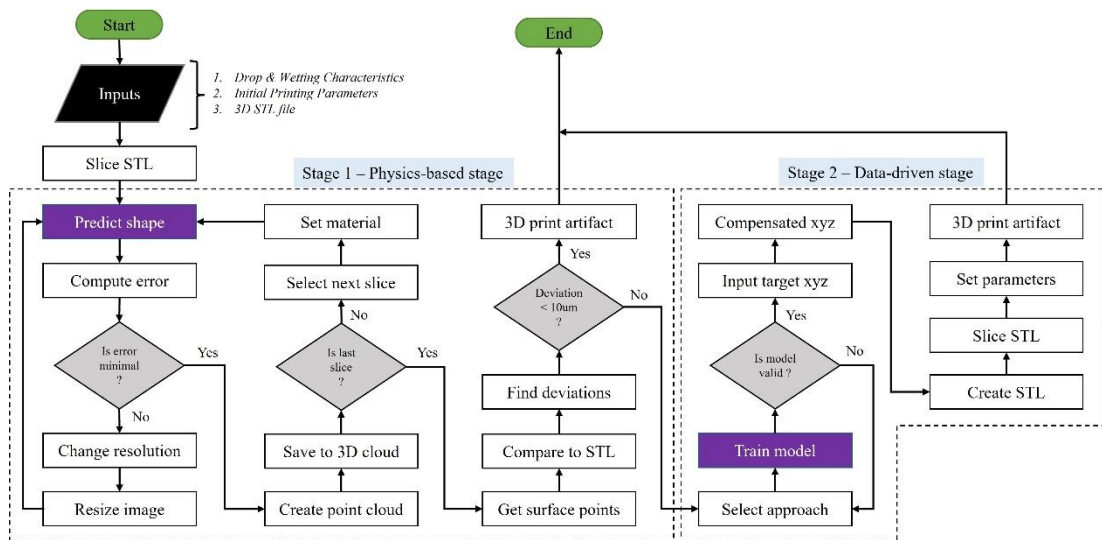 Start
Inputs
1. Drop & Wetting Characteristics
2. Initial Printing Parameters
3. 3D STL file
Slice STL
Stage 1 – Physics-based stage
Predict shape
Compute error
Is error
minimal
?
Yes
No
Change resolution
Resize image
Set material
Select next slice
No
Is last
slice
?
Yes
Save to 3D cloud
Create point cloud
End
3D print artifact
Yes
Deviation
< 10um
?
No
Find deviations
Compare to STL
Get surface points
Stage 2 – Data-driven stage
Compensated xyz
Input target xyz
Yes
Is model
valid ?
No
Train model
Select approach
3D print artifact
Set parameters
Slice STL
Create STL